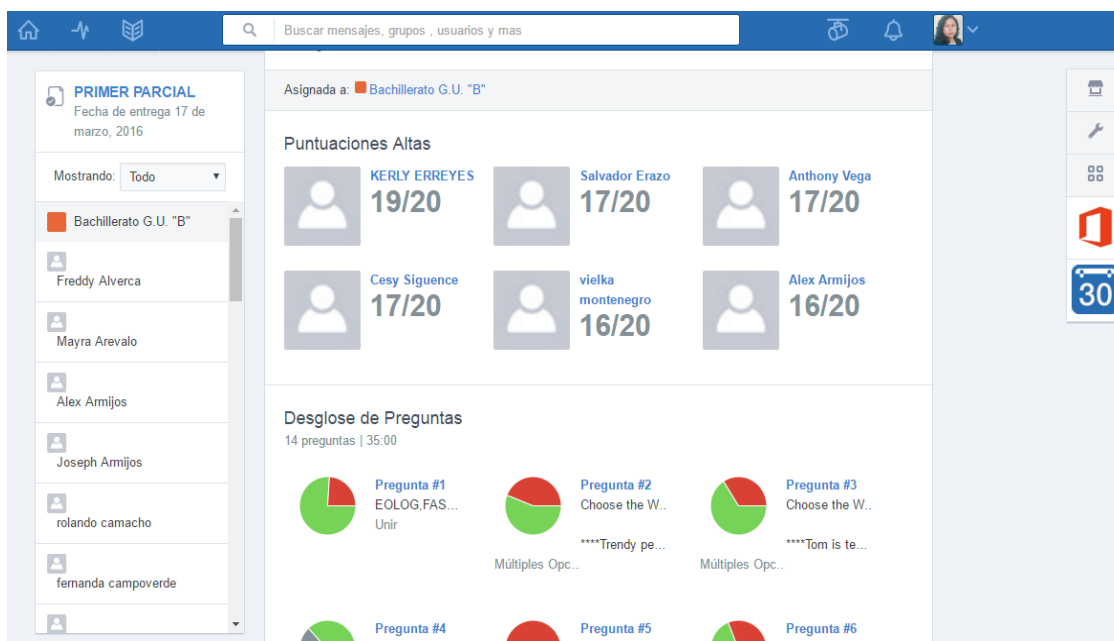 Buscar mensajes, grupos , usuarios y mas
PRIMER PARCIAL
Fecha de entrega 17 de
marzo, 2016
Mostrando: Todo
Bachillerato G.U. "B"
Freddy Alverca
Mayra Arevalo
Alex Armijos
Joseph Armijos
rolando camacho
fernanda campoverde
Asignada a: Bachillerato G.U. "B"
Puntuaciones Altas
KERLY ERREYES
19/20
Salvador Erazo
17/20
Anthony Vega
17/20
Cesy Siguence
17/20
vielka
montenegro
16/20
Alex Armijos
16/20
Desglose de Preguntas
14 preguntas | 35:00
Pregunta #1
EOLOG,FAS...
Unir
Pregunta #2
Choose the W..
****Trendy pe...
Múltiples Opc..
Pregunta #3
Choose the W..
****Tom is te...
Múltiples Opc...
Pregunta #4
Pregunta #5
Pregunta #6
30